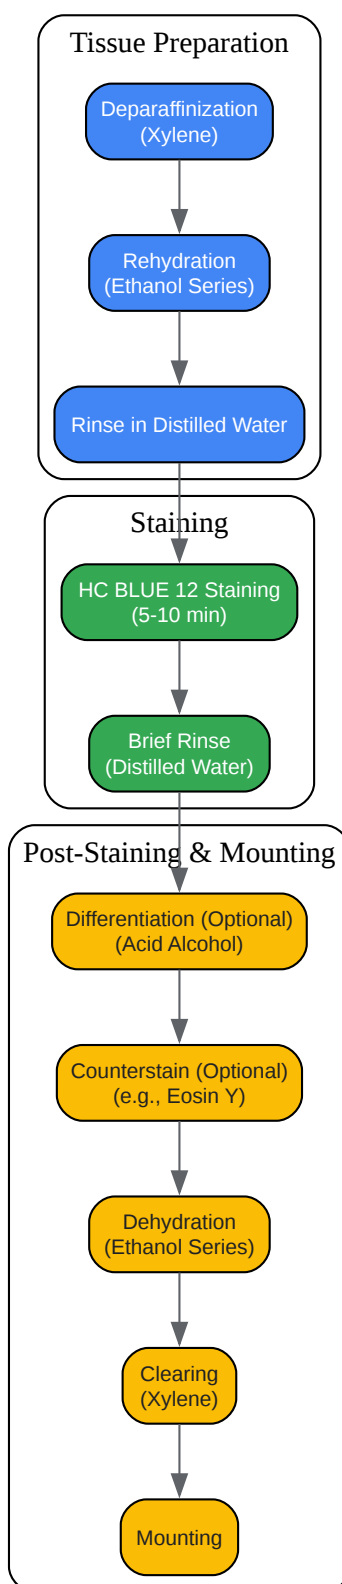 Tissue Preparation
Deparaffinization
(Xylene)
Rehydration
(Ethanol Series)
Rinse in Distilled Water
Staining
HC BLUE 12 Staining
(5-10 min)
Brief Rinse
(Distilled Water)
Post-Staining & Mounting
Differentiation (Optional)
(Acid Alcohol)
Counterstain (Optional)
(e.g., Eosin Y)
Dehydration
(Ethanol Series)
Clearing
(Xylene)
Mounting